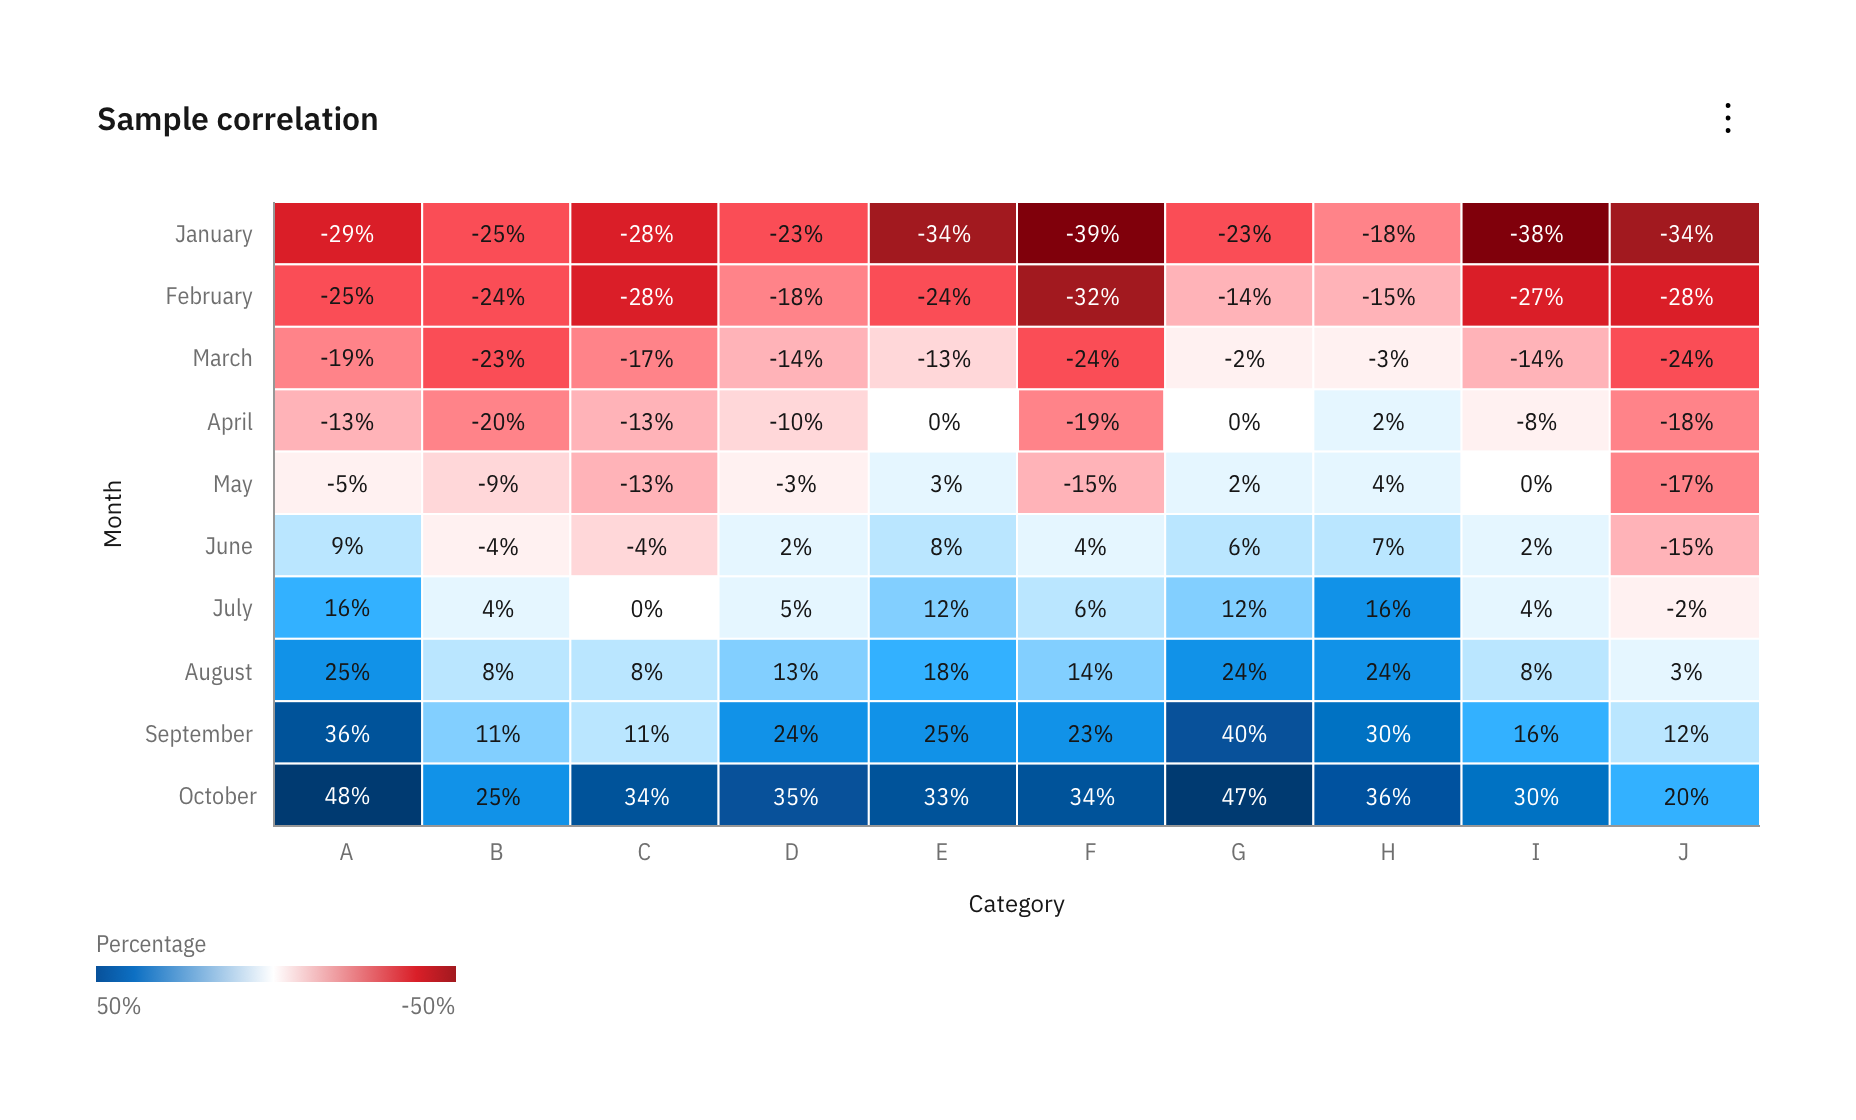 Sample correlation
January -29% -25% -28% -23% -34% -39% -23% -18% -38% -34%
February -25% -24% -28% -18% -24% -32% -14% -15% -27% -28%
March -19% -23% -17% -14% -13% -24% -2% -3% -14% -24%
April -13% -20% -13% -10% 0% -19% 0% 2% -8% -18%
Month
May -5% -9% -13% -3% 3% -15% 2% 4% 0% -17%
June 9% -4% -4% 2% 8% 4% 6% 7% 2% -15%
July 16% 4% 0% 5% 12% 6% 12% 16% 4% -2%
August 25% 8% 8% 13% 18% 14% 24% 24% 8% 3%
September 36% 11% 11% 24% 25% 23% 40% 30% 16% 12%
October 48% 25% 34% 35% 33% 34% 47% 36% 30% 20%
A B C D E F G H I J
Category
Percentage
50% -50%